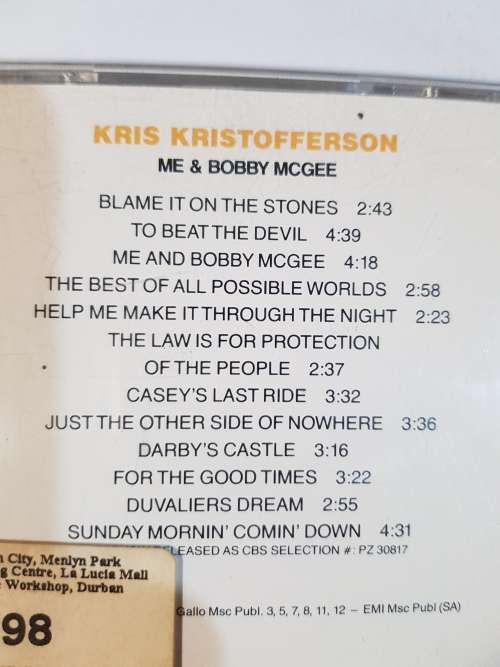 KRIS KRISTOFFERSON
ME & BOBBY MCGEE
BLAME IT ON THE STONES 2:43
TO BEAT THE DEVIL 4:39
ME AND BOBBY MCGEE 4:18
THE BEST OF ALL POSSIBLE WORLDS 2:58
HELP ME MAKE IT THROUGH THE NIGHT 2:23
THE LAW IS FOR PROTECTION
OF THE PEOPLE 2:37
CASEY'S LAST RIDE 3:32
JUST THE OTHER SIDE OF NOWHERE 3:36
DARBY'S CASTLE 3:16
FOR THE GOOD TIMES 3:22
DUVALIERS DREAM 2:55
SUNDAY MORNIN' COMIN' DOWN 4:31
LEASED AS CBS SELECTION #: PZ 30817
City, Menlyn Park
Centre, La Lucia Mall
Workshop, Durban
98
Gallo Msc Publ. 3, 5, 7, 8, 11, 12 – EMI Msc Publ (SA)